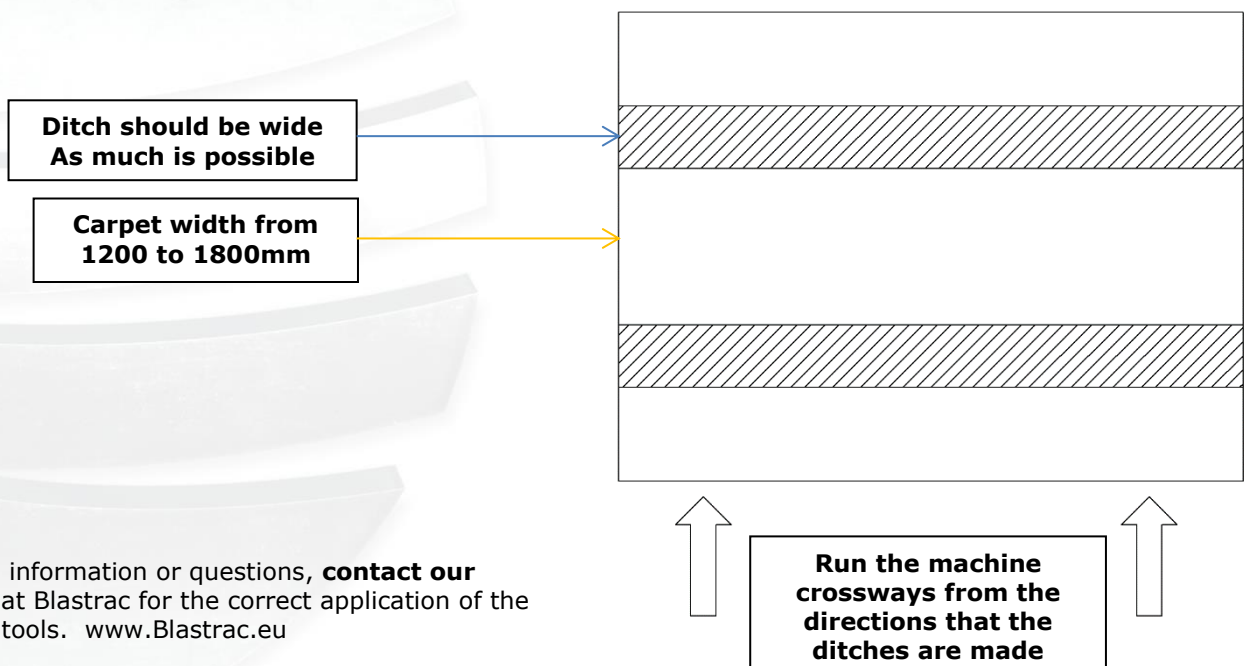 Ditch should be wide
As much is possible
Carpet width from
1200 to 1800mm
information or questions, contact our
at Blastrac for the correct application of the
tools.  www.Blastrac.eu
Run the machine
crossways from the
directions that the
ditches are made